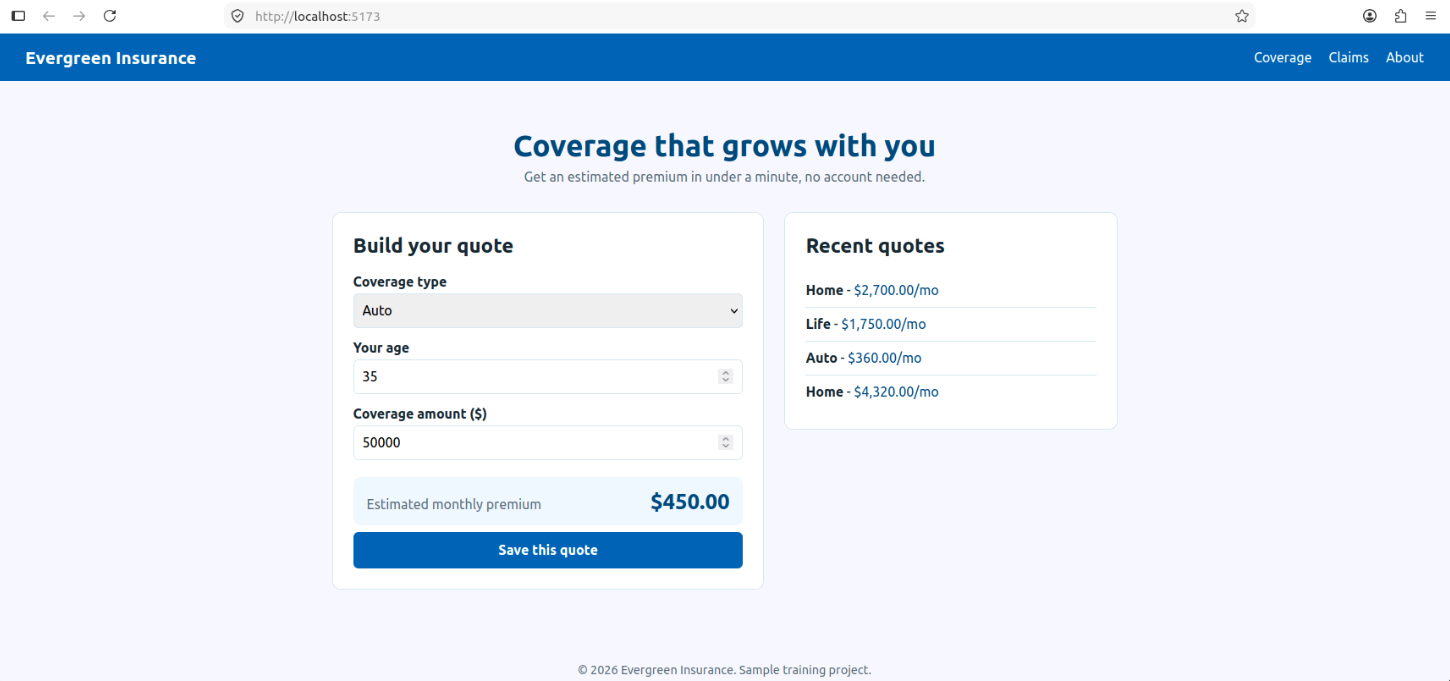 http://localhost:5173
Evergreen Insurance
Coverage Claims About
Coverage that grows with you
Get an estimated premium in under a minute, no account needed.
Build your quote
Coverage type
Auto
Your age
35
Coverage amount ($)
50000
Estimated monthly premium $450.00
Save this quote
Recent quotes
Home - $2,700.00/mo
Life - $1,750.00/mo
Auto - $360.00/mo
Home - $4,320.00/mo
© 2026 Evergreen Insurance. Sample training project.